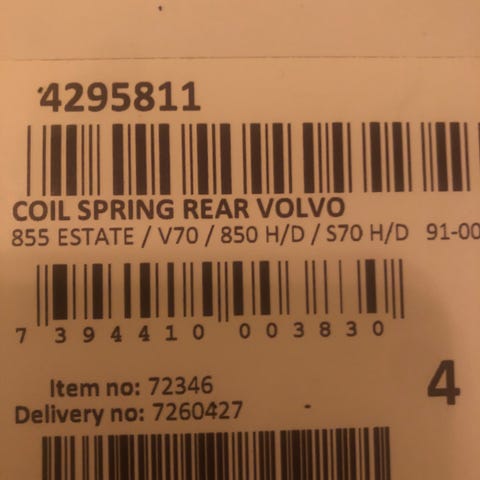 4295811
COIL SPRING REAR VOLVO
855 ESTATE / V70 / 850 H/D / S70 H/D 91-00
7 394410 003830
Item no: 72346
4
Delivery no: 7260427